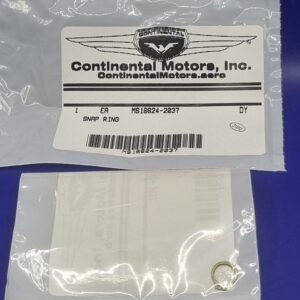 CONTINENTAL
Continental Motors, Inc.
ContinentalMotors.aero
1 EA MS16624-2037 DY
SNAP RING
MS16624-2037